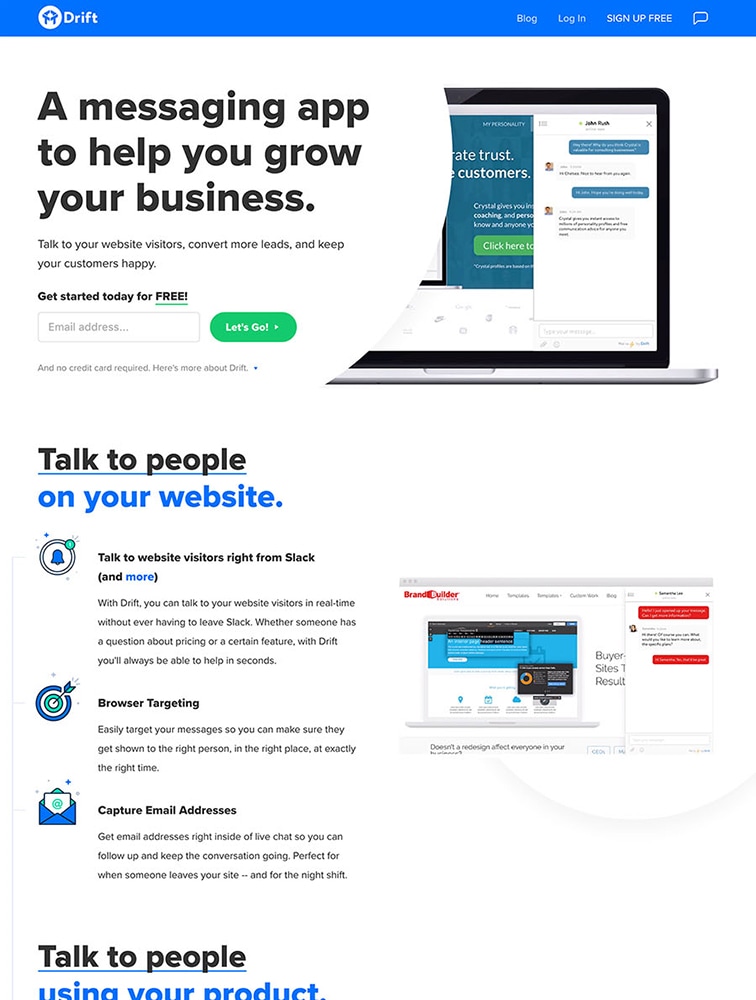 Drift
Blog
Log In
SIGN UP FREE
A messaging app
to help you grow
your business.
Talk to your website visitors, convert more leads, and keep
your customers happy.
Get started today for FREE!
Email address...
Let's Go!
And no credit card required. Here's more about Drift.
MY PERSONALITY
rate trust.
customers.
Crystal gives you ins
coaching, and perso
know and anyone yo
Click here to
John Rush
Hey there! Why do you think Crystal is
valuable for consulting businesses?
Hi Chelsea. Nice to hear from you again.
Hi John. Hope you're doing well today.
Crystal gives you instant access to
millions of personality profiles and free
communication advice for anyone you
meet.
Type your message...
by Drift
Talk to people
on your website.
Talk to website visitors right from Slack
(and more)
With Drift, you can talk to your website visitors in real-time
without ever having to leave Slack. Whether someone has
a question about pricing or a certain feature, with Drift
you'll always be able to help in seconds.
Browser Targeting
Easily target your messages so you can make sure they
get shown to the right person, in the right place, at exactly
the right time.
Capture Email Addresses
Get email addresses right inside of live chat so you can
follow up and keep the conversation going. Perfect for
when someone leaves your site -- and for the night shift.
BrandBuilder
SOLUTIONS
Home
Templates
Templates
Custom Work
Blog
Samantha Lee
Hello! I just opened up your message.
Can I get more information?
Hi there! Of course you can. What
would you like to learn more about,
the specific plans?
Hi Samantha! Yes, that'd be great.
Buyer-
Sites T
Result
Doesn't a redesign affect everyone in your
business?
CEOs
Talk to people
using your product.